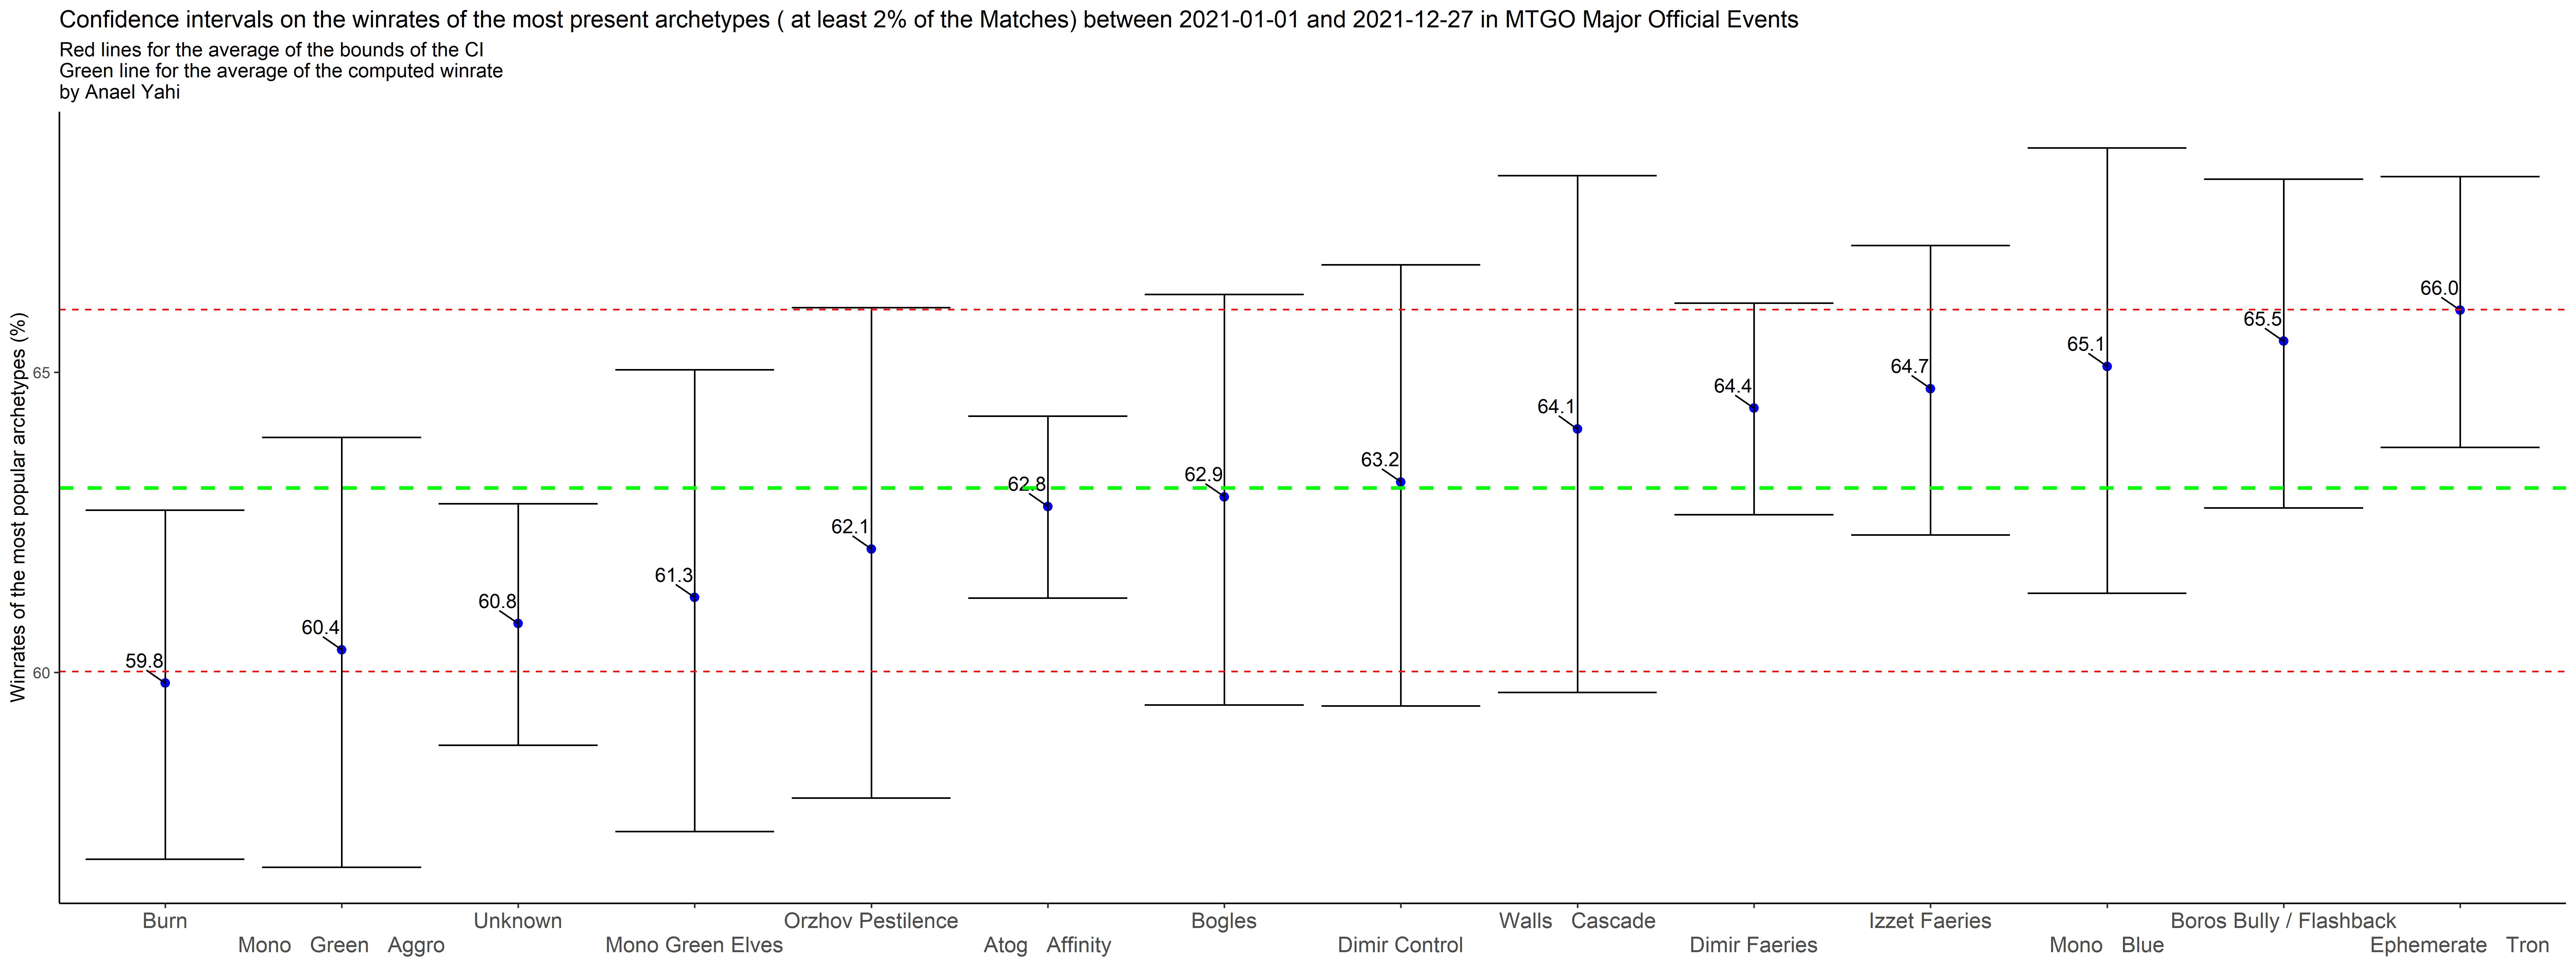 Confidence intervals on the winrates of the most present archetypes ( at least 2% of the Matches) between 2021-01-01 and 2021-12-27 in MTGO Major Official Events
Red lines for the average of the bounds of the CI
Green line for the average of the computed winrate
by Anael Yahi
Winrates of the most popular archetypes (%)
65
60
59.8
60.4
60.8
61.3
62.1
62.8
62.9
63.2
64.1
64.4
64.7
65.1
65.5
66.0
Burn
Mono Green Aggro
Unknown
Mono Green Elves
Orzhov Pestilence
Atog Affinity
Bogles
Dimir Control
Walls Cascade
Dimir Faeries
Izzet Faeries
Mono Blue
Boros Bully / Flashback
Ephemerate Tron